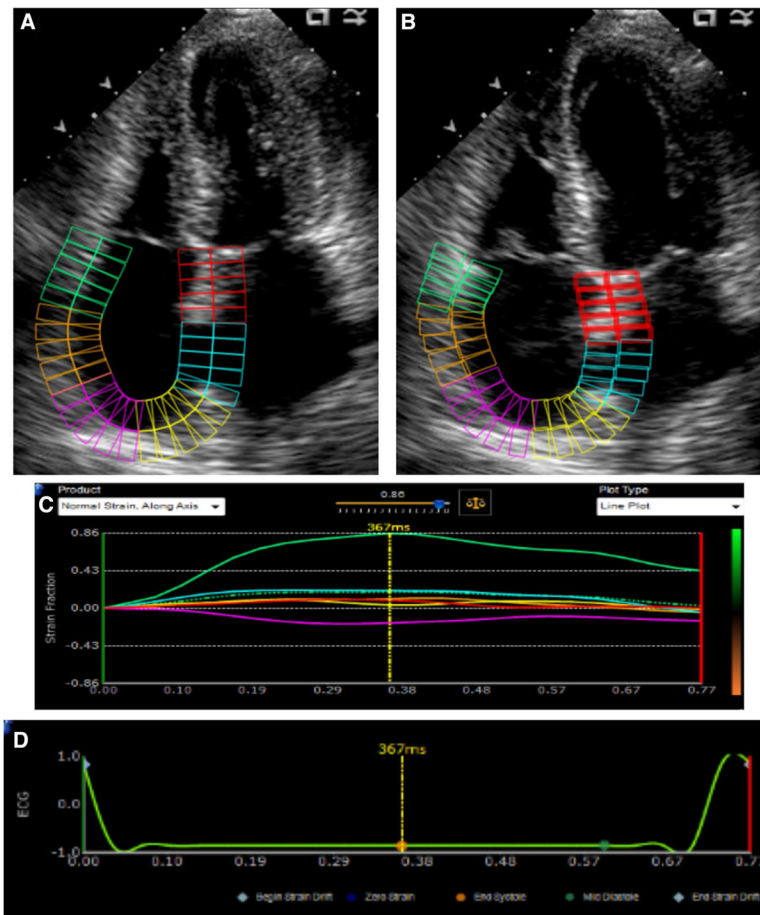 A
B
C
Product
Normal Strain, Along Axis
0.86
Plot Type
Line Plot
367ms
0.86
0.43
0.00
-0.43
-0.86
Strain Fraction
0.00 0.10 0.19 0.29 0.38 0.48 0.57 0.67 0.77
D
367ms
1.0
0.0
-1.0
ECG
0.00 0.10 0.19 0.29 0.38 0.48 0.57 0.67 0.7
Begin Strain Drift Zero Strain End Systole Mid Diastole End Strain Drift